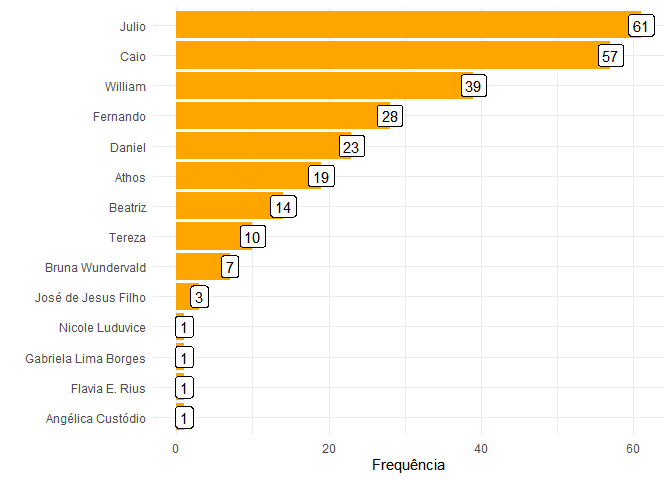 Julio 61
Caio 57
William 39
Fernando 28
Daniel 23
Athos 19
Beatriz 14
Tereza 10
Bruna Wundervald 7
José de Jesus Filho 3
Nicole Luduvice 1
Gabriela Lima Borges 1
Flavia E. Rius 1
Angélica Custódio 1
0 20 40 60
Frequência